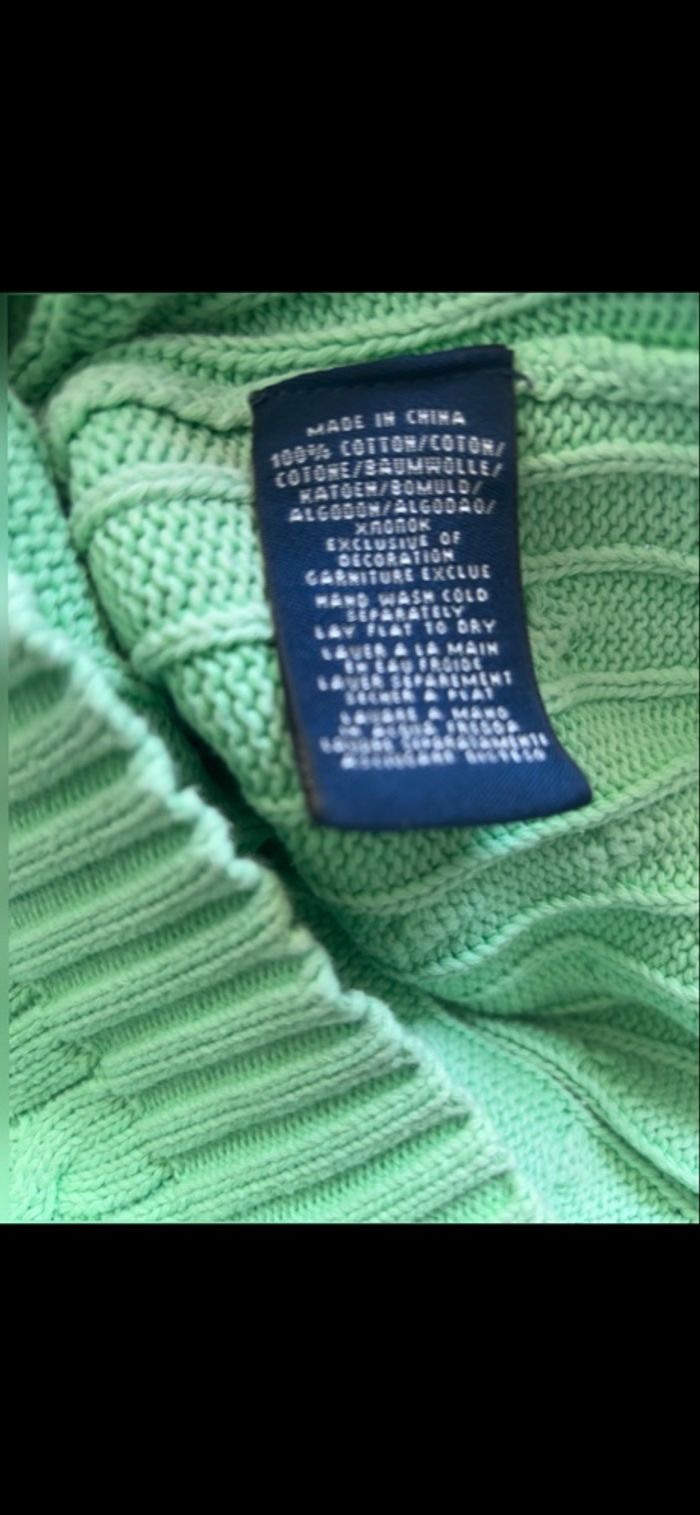 MADE IN CHINA
100% COTTON/COTON/
COTONE/BAUMWOLLE/
KATOEN/BOMULD/
ALGODON/ALGODAO/
ХЛОПОК
EXCLUSIVE OF
DECORATION
GARNITURE EXCLUE
HAND WASH COLD
SEPARATELY
LAY FLAT TO DRY
LAVER A LA MAIN
EN EAU FROIDE
LAVER SEPAREMENT
SECHER A PLAT
LAVARE A MANO
IN ACQUA FREDDA
LAVARE SEPARATAMENTE